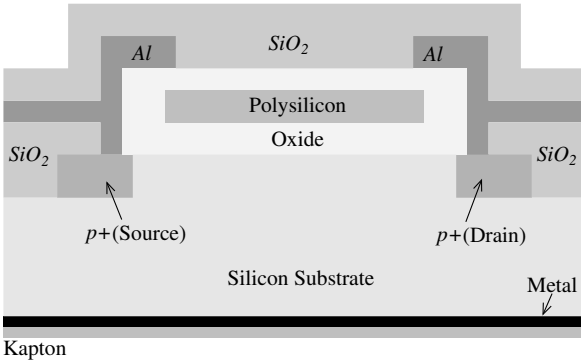 SiO2
Al
Al
Polysilicon
Oxide
SiO2
SiO2
p+(Source)
p+(Drain)
Silicon Substrate
Metal
Kapton